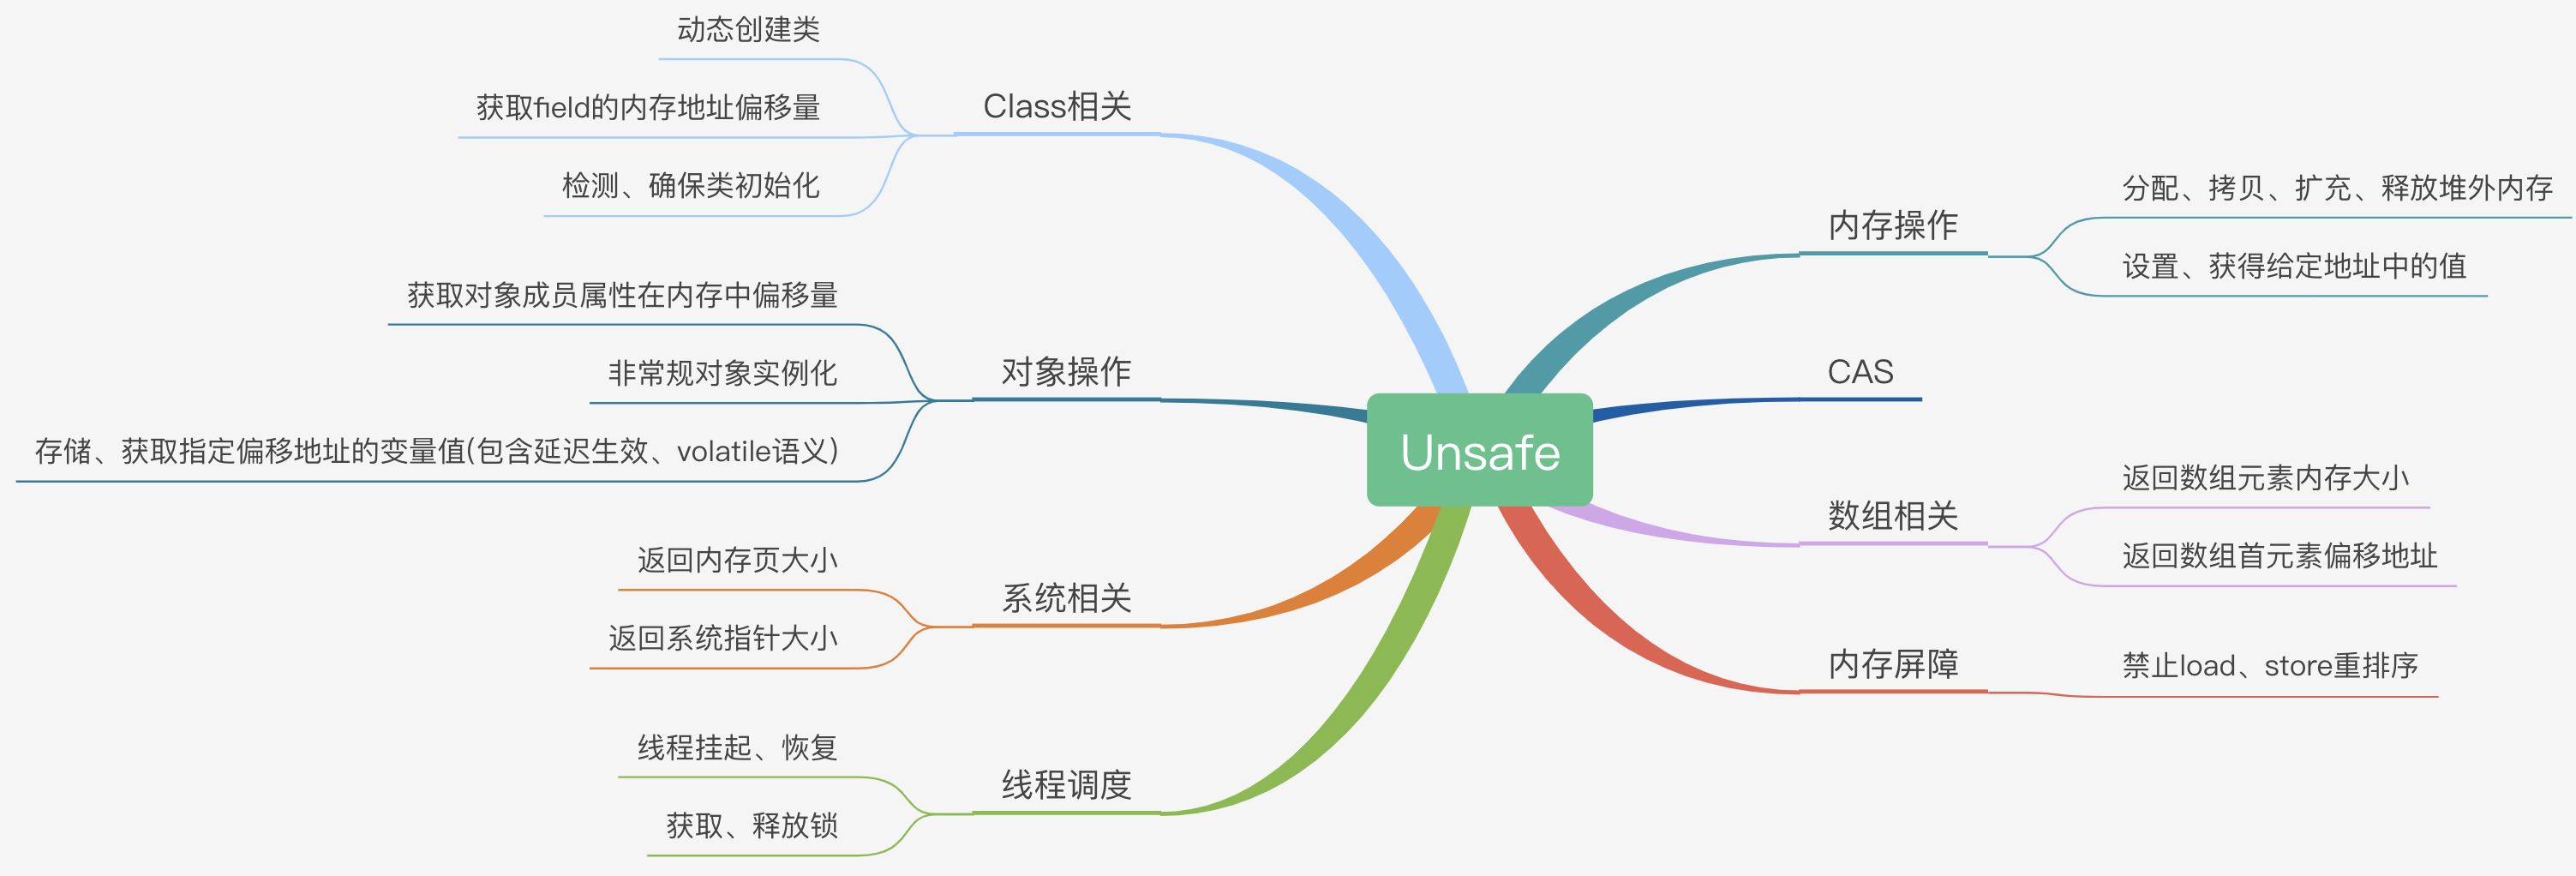 Unsafe
Class相关
动态创建类
获取field的内存地址偏移量
检测、确保类初始化
对象操作
获取对象成员属性在内存中偏移量
非常规对象实例化
存储、获取指定偏移地址的变量值(包含延迟生效、volatile语义)
系统相关
返回内存页大小
返回系统指针大小
线程调度
线程挂起、恢复
获取、释放锁
内存操作
分配、拷贝、扩充、释放堆外内存
设置、获得给定地址中的值
CAS
数组相关
返回数组元素内存大小
返回数组首元素偏移地址
内存屏障
禁止load、store重排序